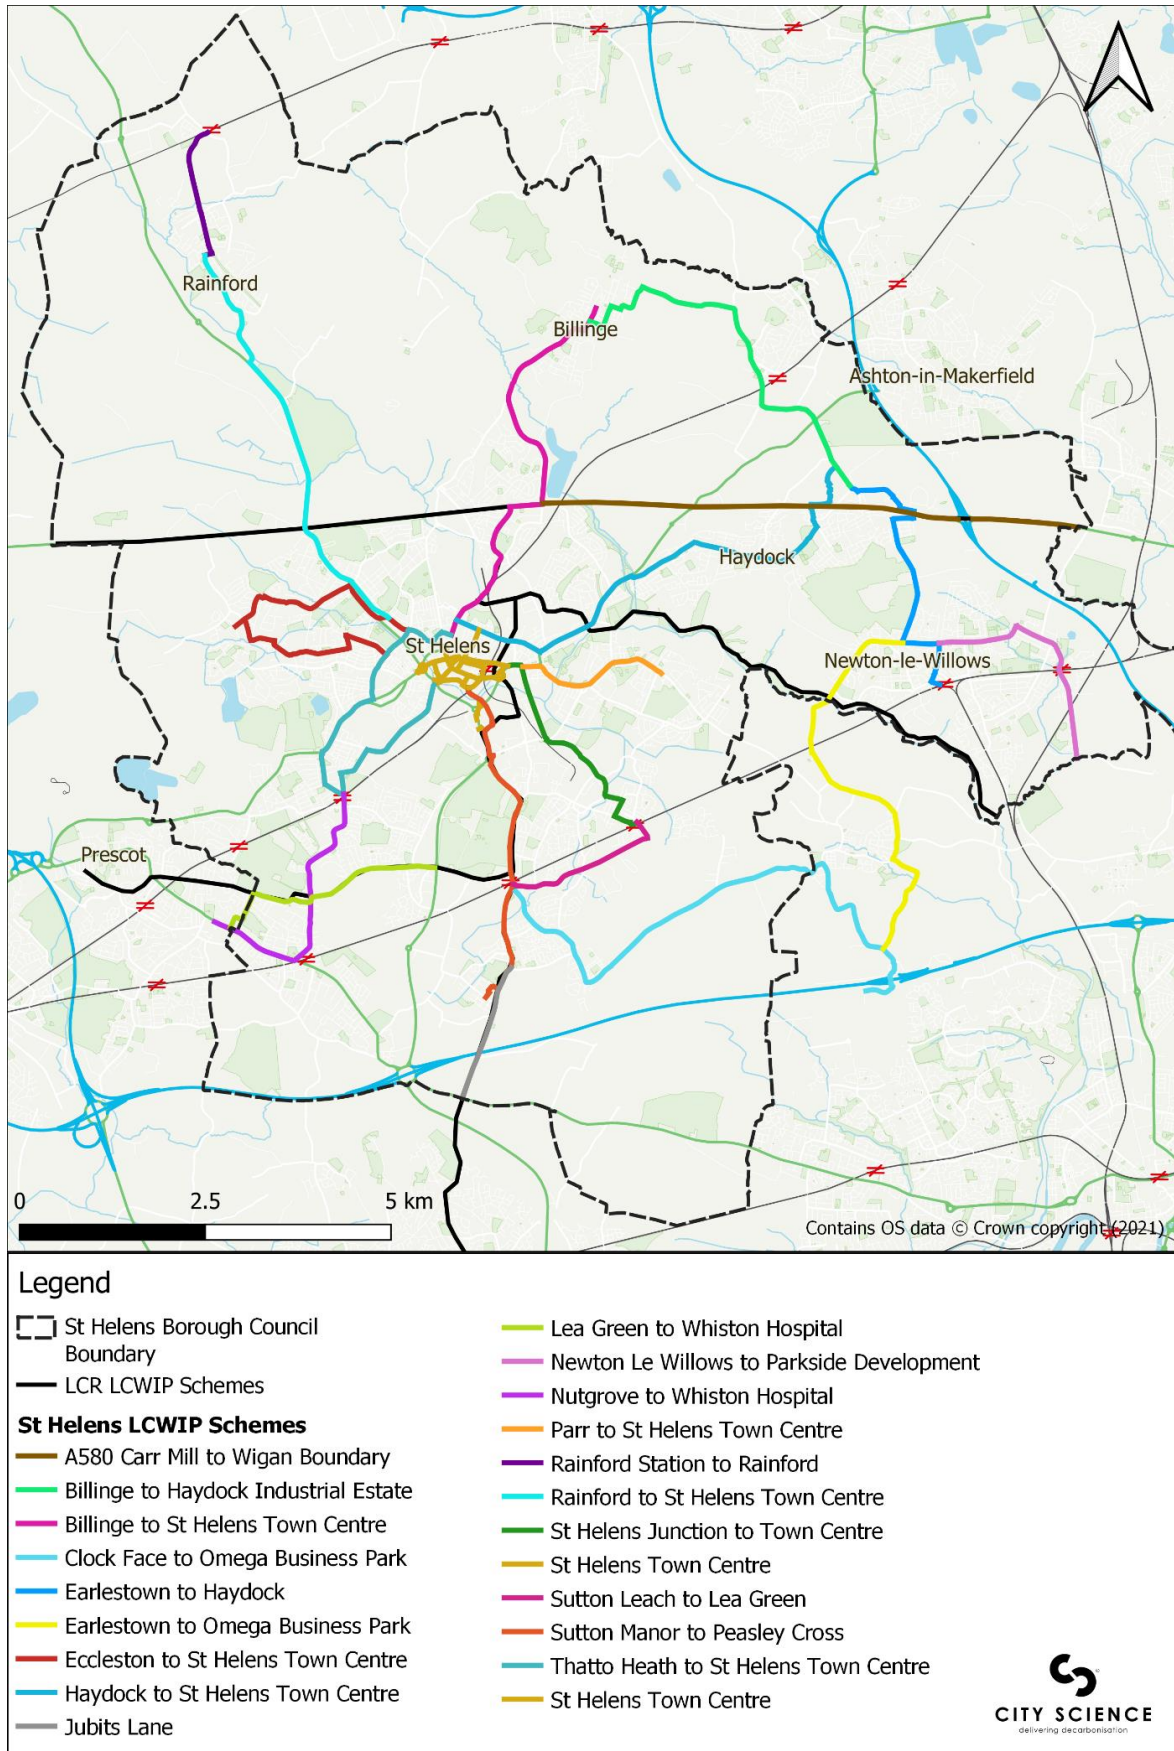 Rainford
Billinge
Ashton-in-Makerfield
Haydock
St Helens
Newton-le-Willows
Prescot
0 2.5 5 km
Contains OS data © Crown copyright (2021)
Legend
St Helens Borough Council
Boundary
LCR LCWIP Schemes
St Helens LCWIP Schemes
A580 Carr Mill to Wigan Boundary
Billinge to Haydock Industrial Estate
Billinge to St Helens Town Centre
Clock Face to Omega Business Park
Earlestown to Haydock
Earlestown to Omega Business Park
Eccleston to St Helens Town Centre
Haydock to St Helens Town Centre
Jubits Lane
Lea Green to Whiston Hospital
Newton Le Willows to Parkside Development
Nutgrove to Whiston Hospital
Parr to St Helens Town Centre
Rainford Station to Rainford
Rainford to St Helens Town Centre
St Helens Junction to Town Centre
St Helens Town Centre
Sutton Leach to Lea Green
Sutton Manor to Peasley Cross
Thatto Heath to St Helens Town Centre
St Helens Town Centre
CITY SCIENCE
delivering decarbonisation